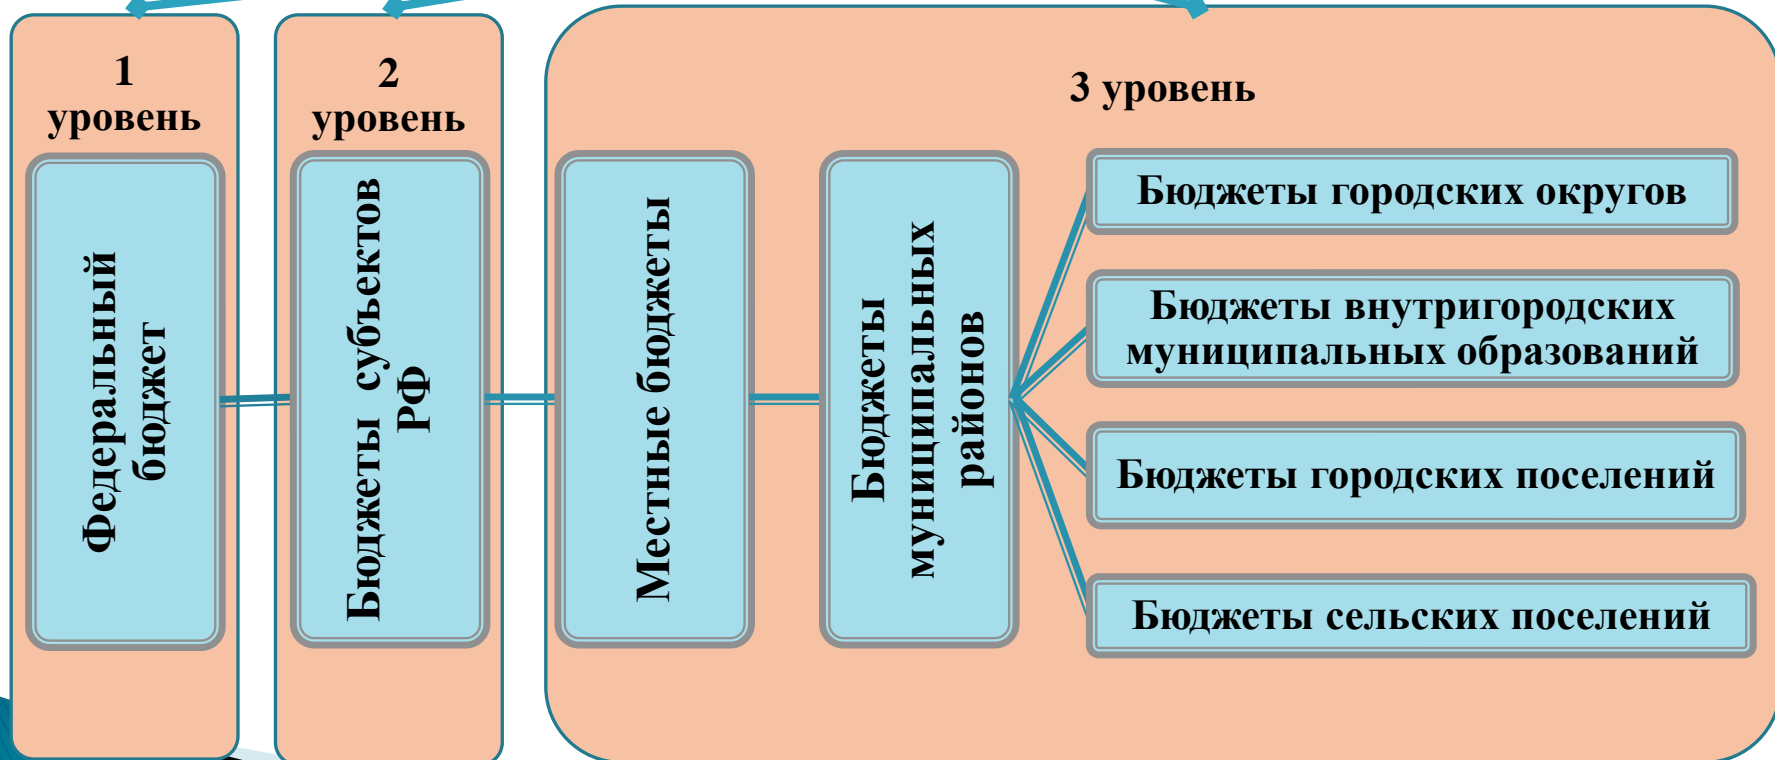 1
уровень
2
уровень
3 уровень
Федеральный
бюджет
Бюджеты субъектов
РФ
Местные бюджеты
Бюджеты
муниципальных
районов
Бюджеты городских округов
Бюджеты внутригородских
муниципальных образований
Бюджеты городских поселений
Бюджеты сельских поселений